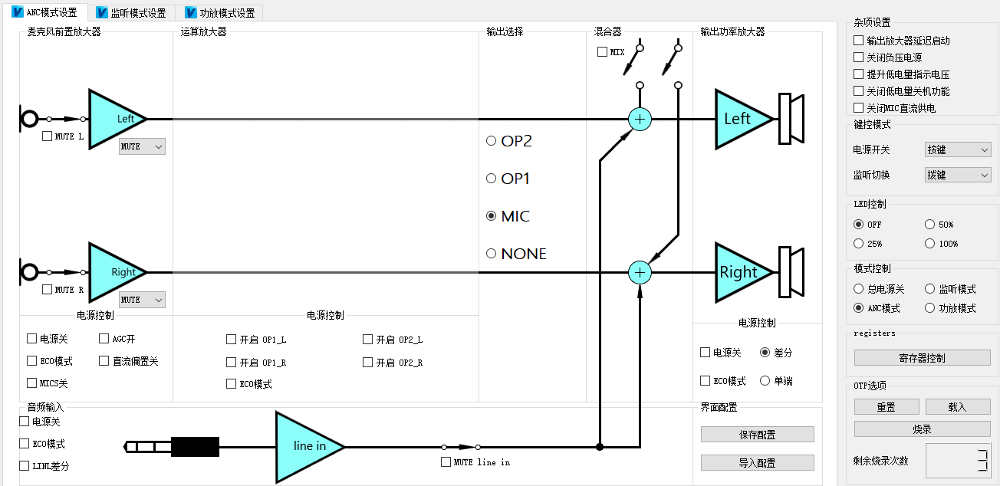 ANC模式设置
监听模式设置
功放模式设置
麦克风前置放大器
运算放大器
输出选择
混合器
输出功率放大器
MIX
Left
MUTE L
MUTE
Right
MUTE R
MUTE
OP2
OP1
MIC
NONE
Left
Right
电源控制
电源关
AGC开
ECO模式
直流偏置关
MICS关
电源控制
开启 OP1_L
开启 OP2_L
开启 OP1_R
开启 OP2_R
ECO模式
电源控制
电源关
差分
ECO模式
单端
音频输入
电源关
ECO模式
LINL差分
line in
MUTE line in
界面配置
保存配置
导入配置
杂项设置
输出放大器延迟启动
关闭负压电源
提升低电量指示电压
关闭低电量关机功能
关闭MIC直流供电
键控模式
电源开关
按键
监听切换
拨键
LED控制
OFF
50%
25%
100%
模式控制
总电源关
监听模式
ANC模式
功放模式
registers
寄存器控制
OTP选项
重置
载入
烧录
剩余烧录次数
3